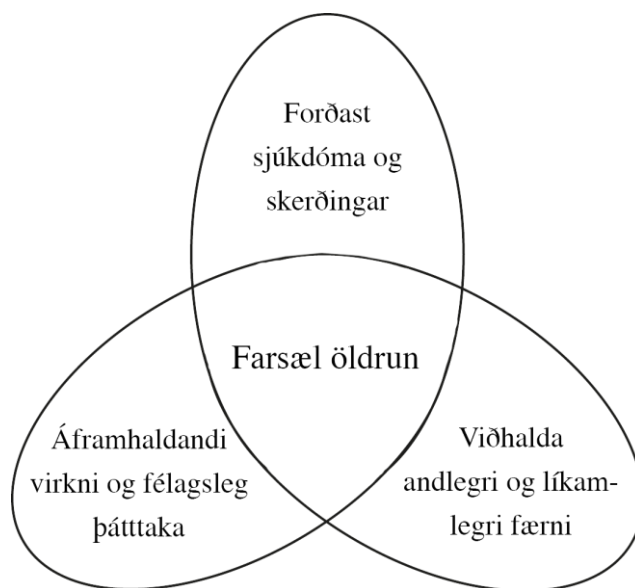 Forðast
sjúkdóma og
skerðingar
Farsæl öldrun
Áframhaldandi
virkni og félagsleg
þátttaka
Viðhalda
andlegri og líkam-
legri færni